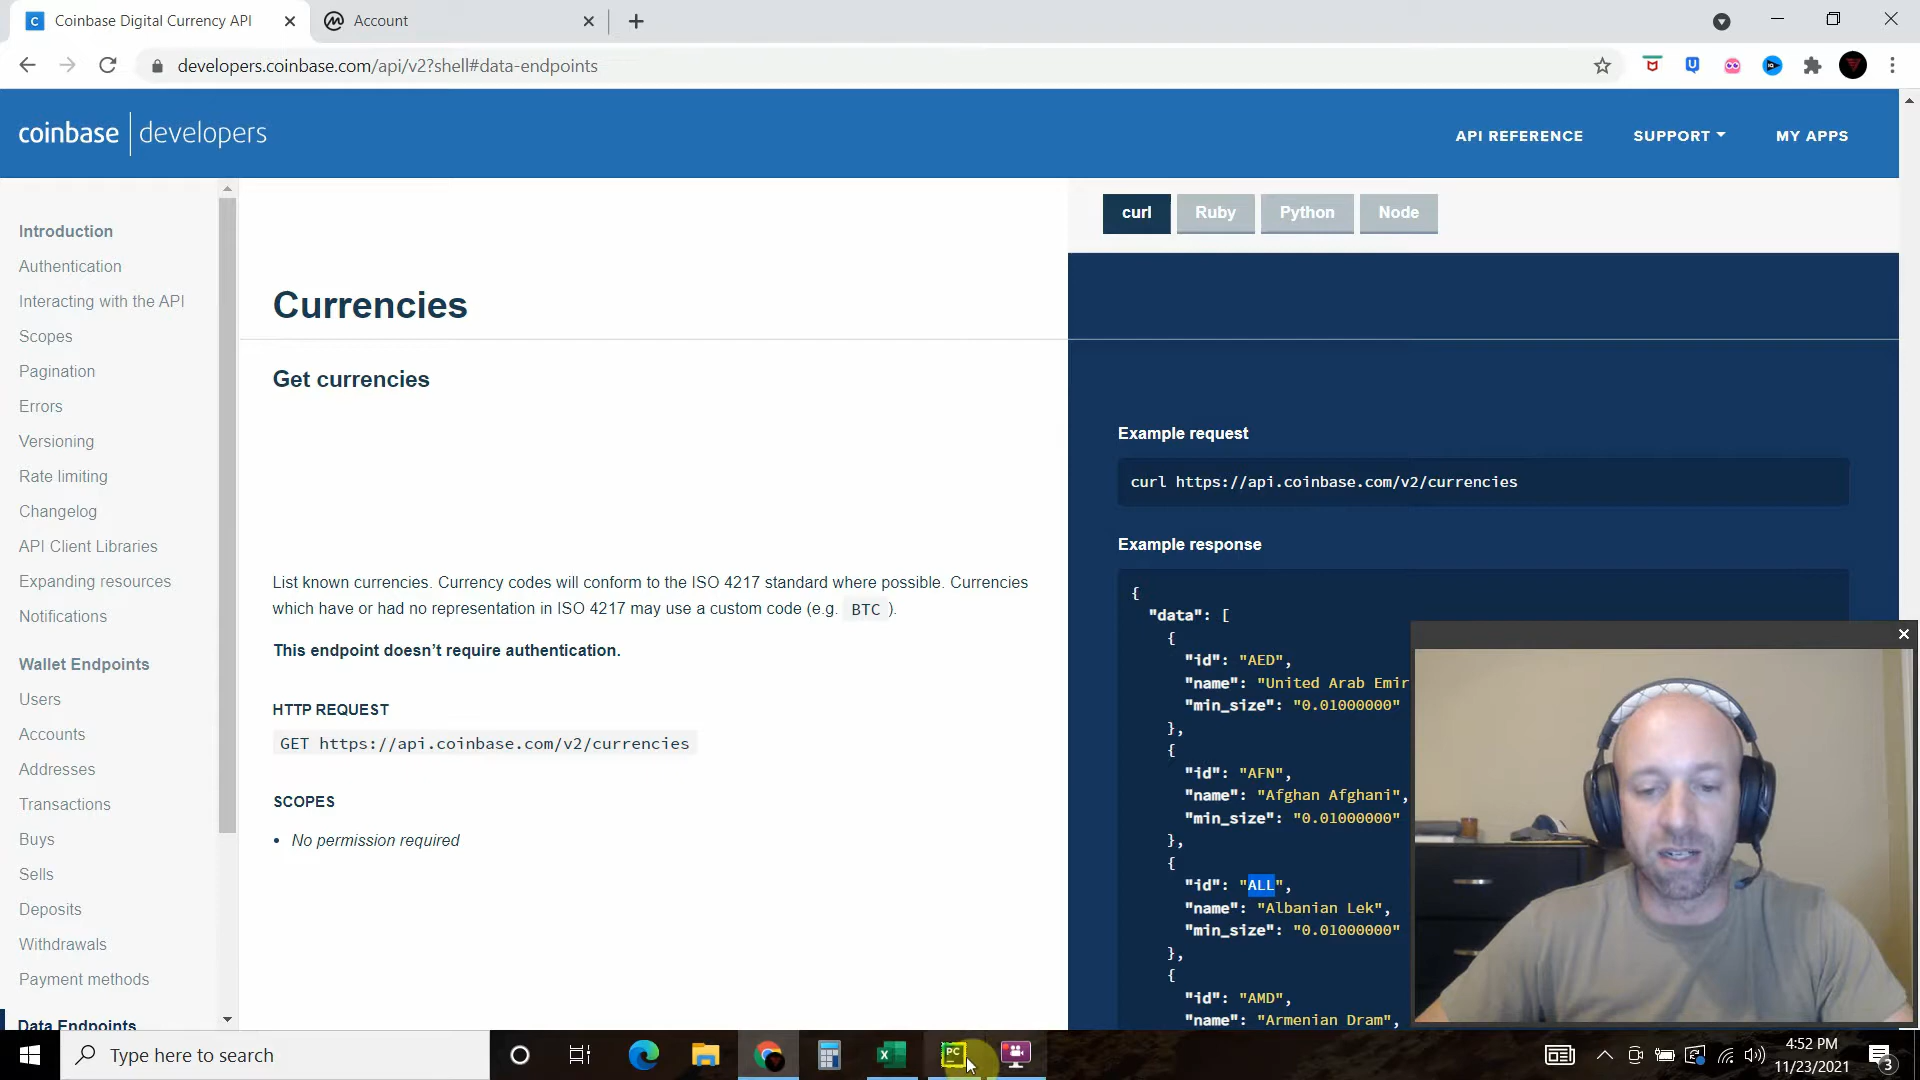 Coinbase Digital Currency API
Account
developers.coinbase.com/api/v2?shell#data-endpoints
coinbase developers
API REFERENCE
SUPPORT
MY APPS
Introduction
Authentication
Interacting with the API
Scopes
Pagination
Errors
Versioning
Rate limiting
Changelog
API Client Libraries
Expanding resources
Notifications
Wallet Endpoints
Users
Accounts
Addresses
Transactions
Buys
Sells
Deposits
Withdrawals
Payment methods
Data Endpoints
Currencies
Get currencies
List known currencies. Currency codes will conform to the ISO 4217 standard where possible. Currencies
which have or had no representation in ISO 4217 may use a custom code (e.g. BTC ).
This endpoint doesn’t require authentication.
HTTP REQUEST
GET https://api.coinbase.com/v2/currencies
SCOPES
• No permission required
curl
Ruby
Python
Node
Example request
curl https://api.coinbase.com/v2/currencies
Example response
{
"data": [
{
"id": "AED",
"name": "United Arab Emir
"min_size": "0.01000000"
},
{
"id": "AFN",
"name": "Afghan Afghani",
"min_size": "0.01000000"
},
{
"id": "ALL",
"name": "Albanian Lek",
"min_size": "0.01000000"
},
{
"id": "AMD",
"name": "Armenian Dram",
Type here to search
PC
4:52 PM
11/23/2021
3